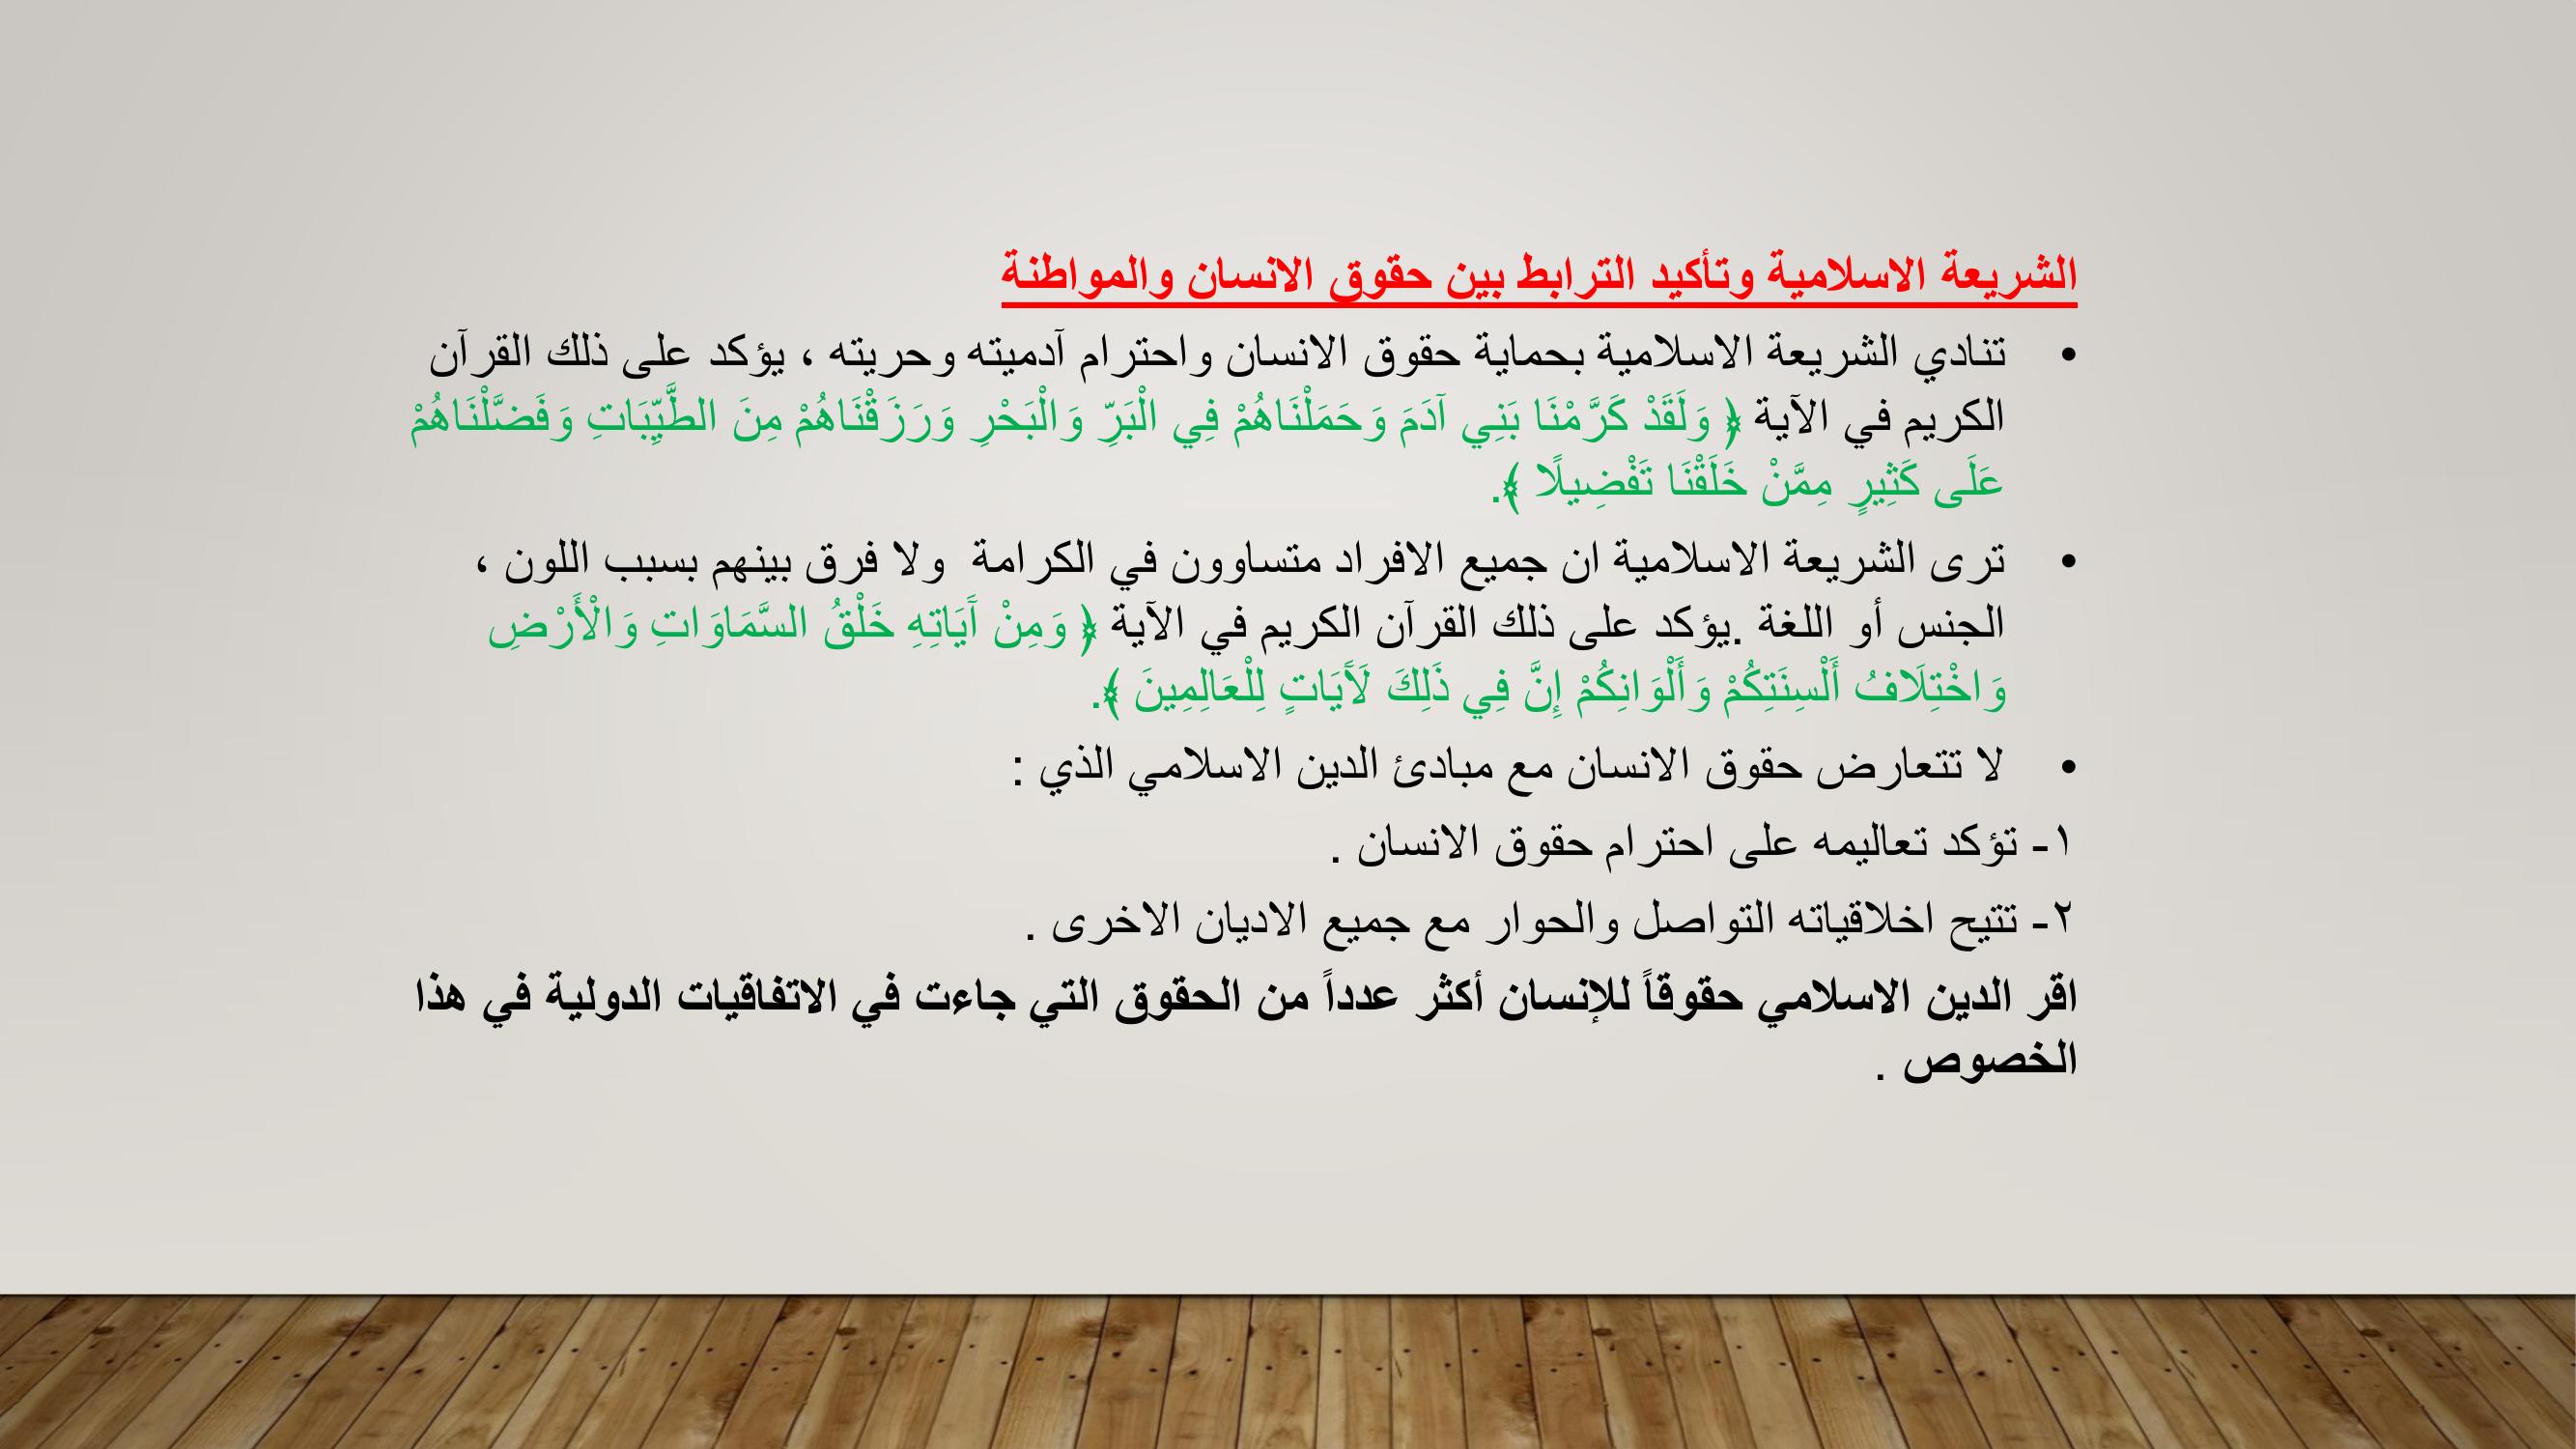 الشريعة الاسلامية وتأكيد الترابط بين حقوق الانسان والمواطنة
• تنادي الشريعة الاسلامية بحماية حقوق الانسان واحترام آدميته وحريته ، يؤكد على ذلك القرآن
الكريم في الآية ﴿ وَلَقَدْ كَرَّمْنَا بَنِي آدَمَ وَحَمَلْنَاهُمْ فِي الْبَرِّ وَالْبَحْرِ وَرَزَقْنَاهُمْ مِنَ الطَّيِّبَاتِ وَفَضَّلْنَاهُمْ
عَلَى كَثِيرٍ مِمَّنْ خَلَقْنَا تَفْضِيلًا ﴾.
• ترى الشريعة الاسلامية ان جميع الافراد متساوون في الكرامة  ولا فرق بينهم بسبب اللون ،
الجنس أو اللغة .يؤكد على ذلك القرآن الكريم في الآية ﴿ وَمِنْ آَيَاتِهِ خَلْقُ السَّمَاوَاتِ وَالْأَرْضِ
وَاخْتِلَافُ أَلْسِنَتِكُمْ وَأَلْوَانِكُمْ إِنَّ فِي ذَلِكَ لَآَيَاتٍ لِلْعَالِمِينَ ﴾.
• لا تتعارض حقوق الانسان مع مبادئ الدين الاسلامي الذي :
١- تؤكد تعاليمه على احترام حقوق الانسان .
٢- تتيح اخلاقياته التواصل والحوار مع جميع الاديان الاخرى .
اقر الدين الاسلامي حقوقاً للإنسان أكثر عدداً من الحقوق التي جاءت في الاتفاقيات الدولية في هذا
الخصوص .